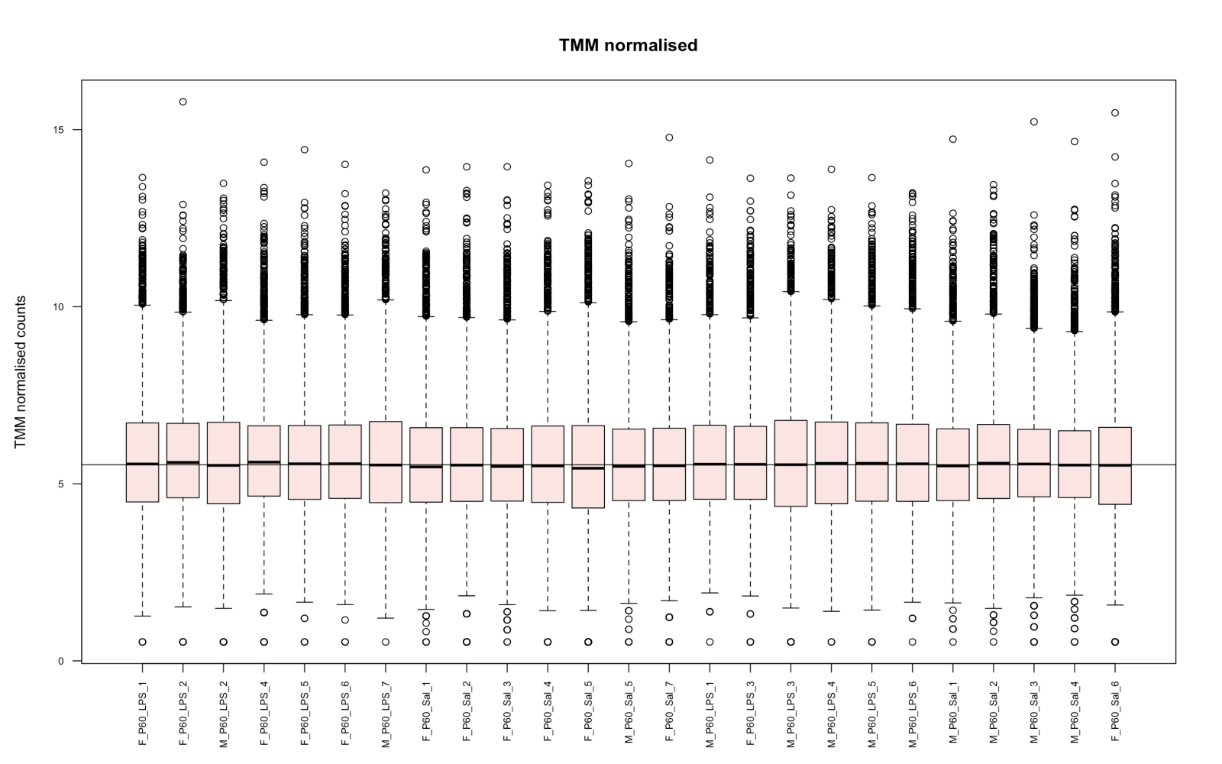 TMM normalised
TMM normalised counts
15
10
5
0
F_P60_LPS_1
F_P60_LPS_2
M_P60_LPS_2
F_P60_LPS_4
F_P60_LPS_5
F_P60_LPS_6
M_P60_LPS_7
F_P60_Sal_1
F_P60_Sal_2
F_P60_Sal_3
F_P60_Sal_4
F_P60_Sal_5
M_P60_Sal_5
F_P60_Sal_7
M_P60_LPS_1
F_P60_LPS_3
M_P60_LPS_3
M_P60_LPS_4
M_P60_LPS_5
M_P60_LPS_6
M_P60_Sal_1
M_P60_Sal_2
M_P60_Sal_3
M_P60_Sal_4
F_P60_Sal_6